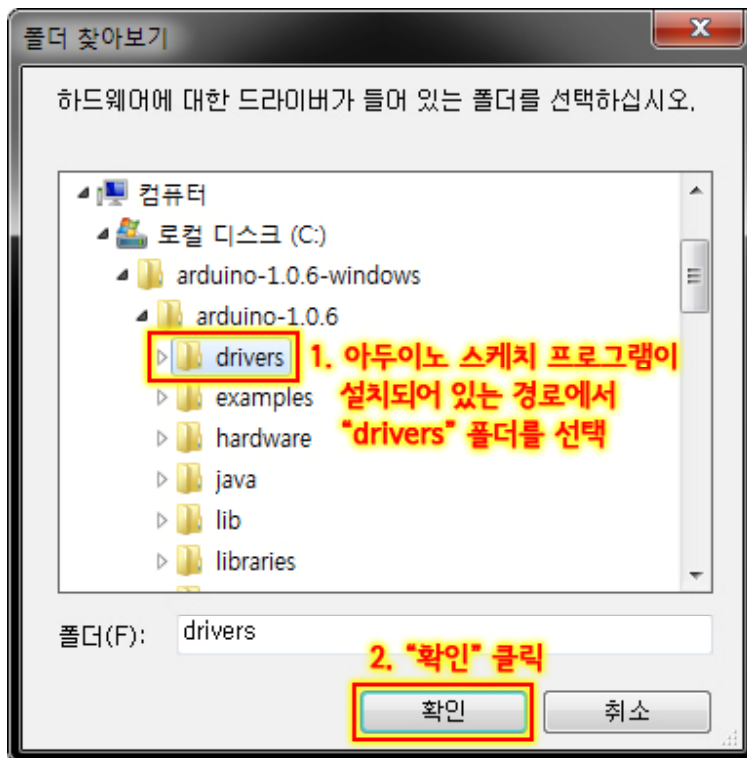 폴더 찾아보기
하드웨어에 대한 드라이버가 들어 있는 폴더를 선택하십시오.
컴퓨터
로컬 디스크 (C:)
arduino-1.0.6-windows
arduino-1.0.6
drivers
1. 아두이노 스케치 프로그램이
설치되어 있는 경로에서
"drivers" 폴더를 선택
examples
hardware
java
lib
libraries
폴더(F):
drivers
2. "확인" 클릭
확인
취소